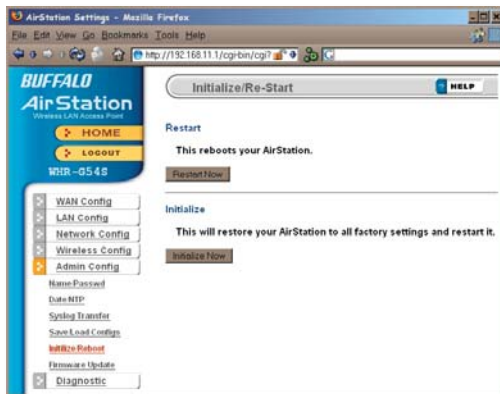 AirStation Settings - Mozilla Firefox
File Edit View Go Bookmarks Tools Help
http://192.168.11.1/cgi-bin/cgi?
BUFFALO
AirStation
Wireless LAN Access Point
HOME
LOGOUT
WHR-G54S
WAN Config
LAN Config
Network Config
Wireless Config
Admin Config
Name/Passwd
Date/NTP
Syslog Transfer
Save/Load Configs
Initilize/Reboot
Firmware Update
Diagnostic
Initialize/Re-Start
HELP
Restart
This reboots your AirStation.
Restart Now
Initialize
This will restore your AirStation to all factory settings and restart it.
Initialize Now